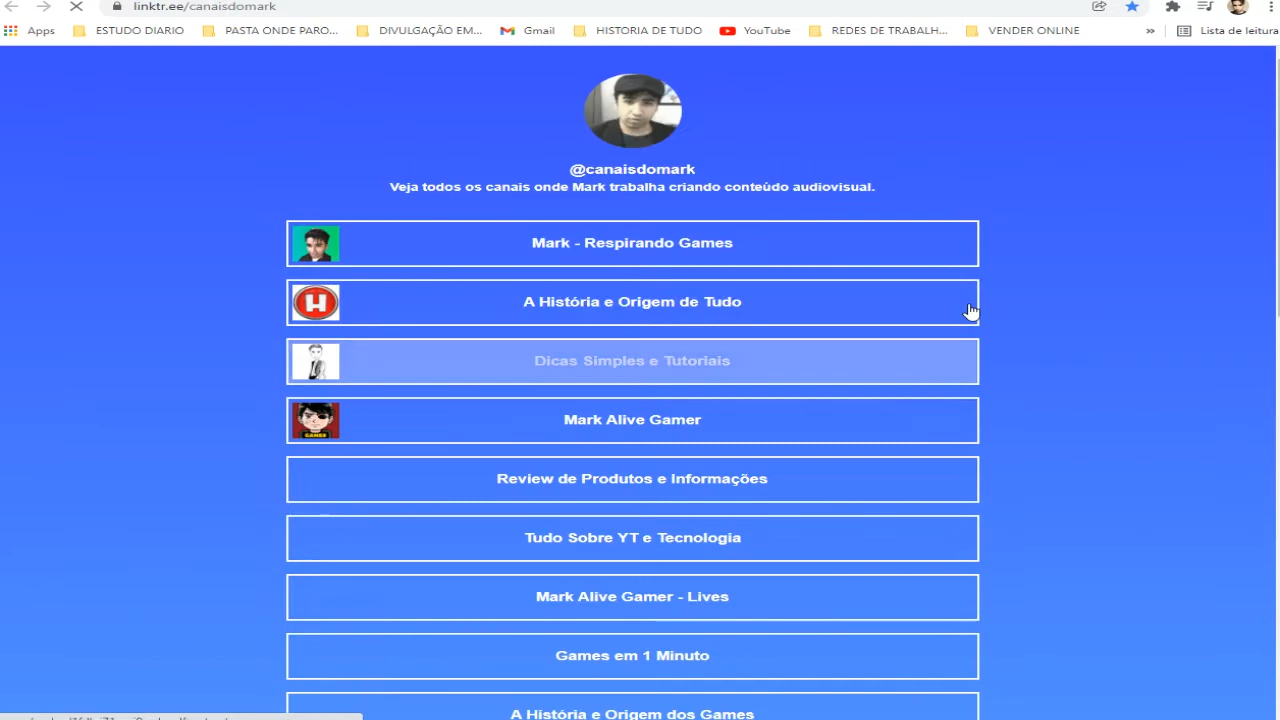 linktr.ee/canaisdomark
Apps ESTUDO DIARIO PASTA ONDE PARO... DIVULGAÇÃO EM... Gmail HISTORIA DE TUDO YouTube REDES DE TRABALH... VENDER ONLINE » Lista de leitura
@canaisdomark
Veja todos os canais onde Mark trabalha criando conteúdo audiovisual.
Mark - Respirando Games
H A História e Origem de Tudo
Dicas Simples e Tutoriais
GAMES Mark Alive Gamer
Review de Produtos e Informações
Tudo Sobre YT e Tecnologia
Mark Alive Gamer - Lives
Games em 1 Minuto
A História e Origem dos Games